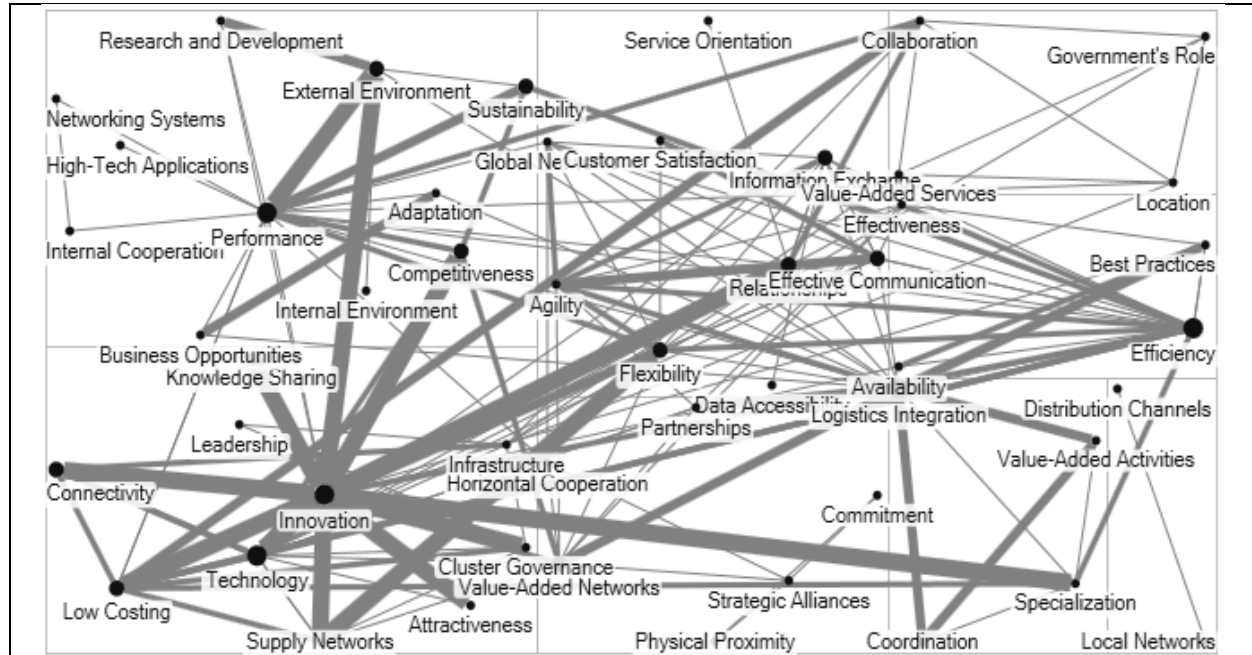 Research and Development
Service Orientation
Collaboration
Government's Role
External Environment
Sustainability
Networking Systems
High-Tech Applications
Global Ne
Customer Satisfaction
Information Exchange
Value-Added Services
Location
Adaptation
Effectiveness
Internal Cooperation
Performance
Competitiveness
Best Practices
Relationships
Effective Communication
Internal Environment
Agility
Business Opportunities
Efficiency
Knowledge Sharing
Flexibility
Availability
Data Accessibility
Logistics Integration
Distribution Channels
Partnerships
Leadership
Value-Added Activities
Infrastructure
Horizontal Cooperation
Connectivity
Innovation
Commitment
Cluster Governance
Technology
Value-Added Networks
Strategic Alliances
Specialization
Low Costing
Attractiveness
Supply Networks
Physical Proximity
Coordination
Local Networks